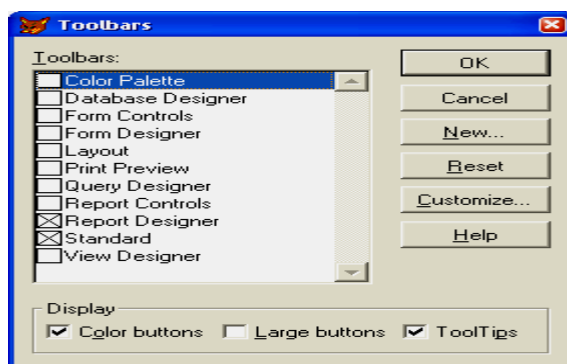 Toolbars
Toolbars:
Color Palette
Database Designer
Form Controls
Form Designer
Layout
Print Preview
Query Designer
Report Controls
Report Designer
Standard
View Designer
OK
Cancel
New...
Reset
Customize...
Help
Display
Color buttons
Large buttons
ToolTips